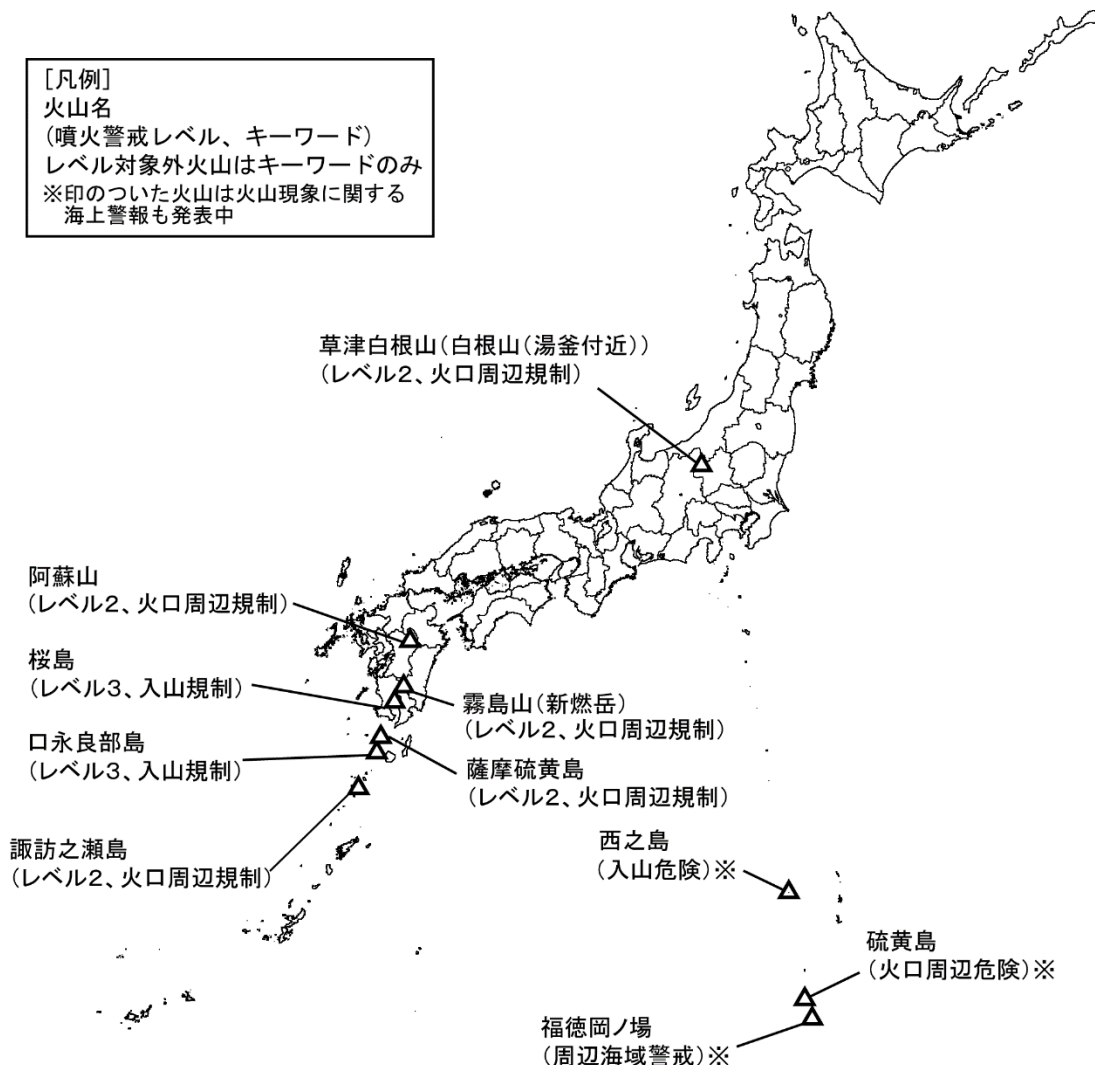 [凡例]
火山名
(噴火警戒レベル、キーワード)
レベル対象外火山はキーワードのみ
※印のついた火山は火山現象に関する
海上警報も発表中
草津白根山(白根山(湯釜付近))
(レベル2、火口周辺規制)
阿蘇山
(レベル2、火口周辺規制)
桜島
(レベル3、入山規制)
霧島山(新燃岳)
(レベル2、火口周辺規制)
口永良部島
(レベル3、入山規制)
薩摩硫黄島
(レベル2、火口周辺規制)
諏訪之瀬島
(レベル2、火口周辺規制)
西之島
(入山危険)※
硫黄島
(火口周辺危険)※
福徳岡ノ場
(周辺海域警戒)※